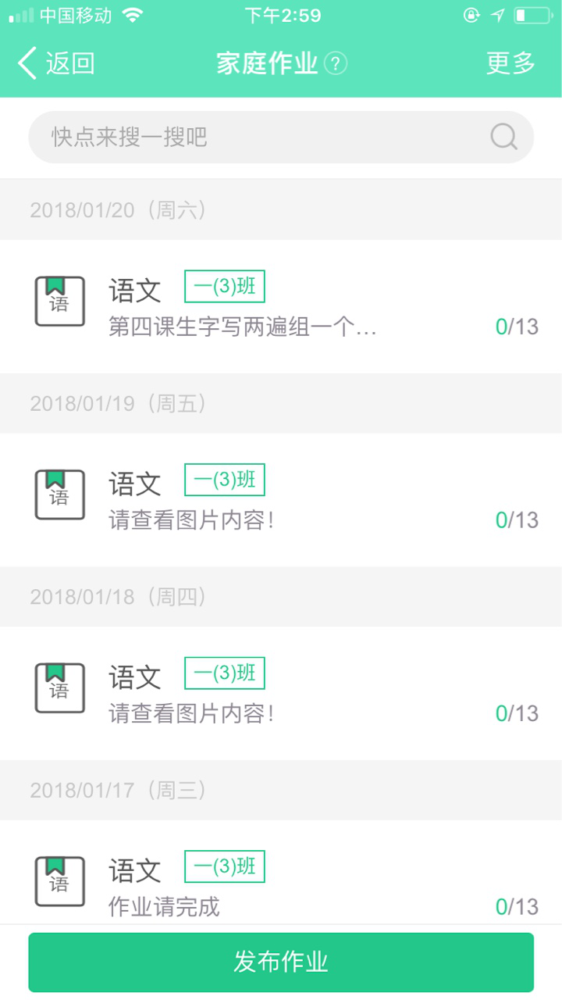 中国移动 下午2:59
返回 家庭作业 ? 更多
快点来搜一搜吧
2018/01/20（周六）
语 语文 一(3)班
第四课生字写两遍组一个… 0/13
2018/01/19（周五）
语 语文 一(3)班
请查看图片内容！ 0/13
2018/01/18（周四）
语 语文 一(3)班
请查看图片内容！ 0/13
2018/01/17（周三）
语 语文 一(3)班
作业请完成 0/13
发布作业